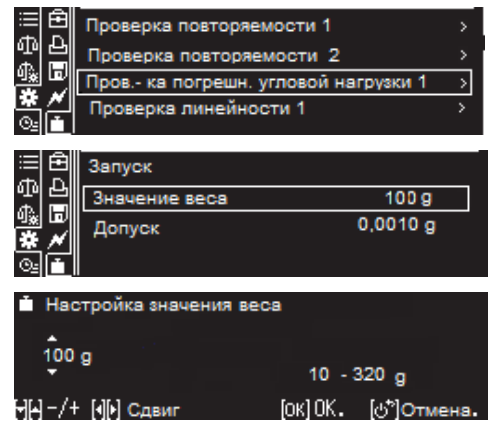 Проверка повторяемости 1 >
Проверка повторяемости 2 >
Пров.- ка погрешн. угловой нагрузки 1 >
Проверка линейности 1 >
Запуск
Значение веса 100 g
Допуск 0,0010 g
Настройка значения веса
100 g
10 - 320 g
-/+ Сдвиг [OK] OK. Отмена.